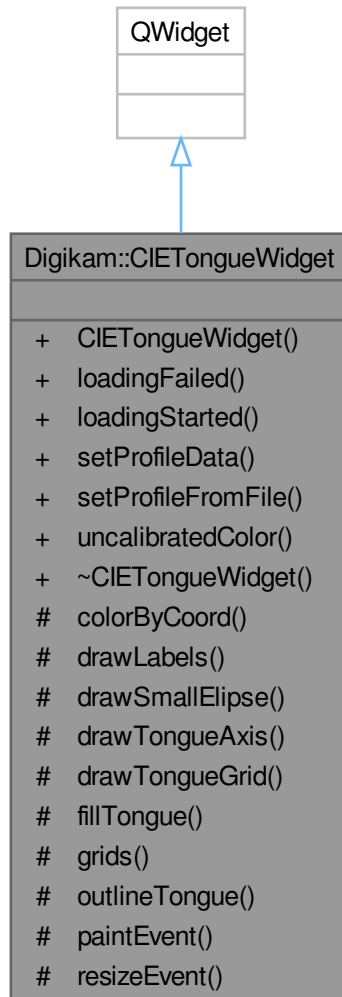 QWidget
Digikam::CIETongueWidget
+ CIETongueWidget()
+ loadingFailed()
+ loadingStarted()
+ setProfileData()
+ setProfileFromFile()
+ uncalibratedColor()
+ ~CIETongueWidget()
# colorByCoord()
# drawLabels()
# drawSmallElipse()
# drawTongueAxis()
# drawTongueGrid()
# fillTongue()
# grids()
# outlineTongue()
# paintEvent()
# resizeEvent()